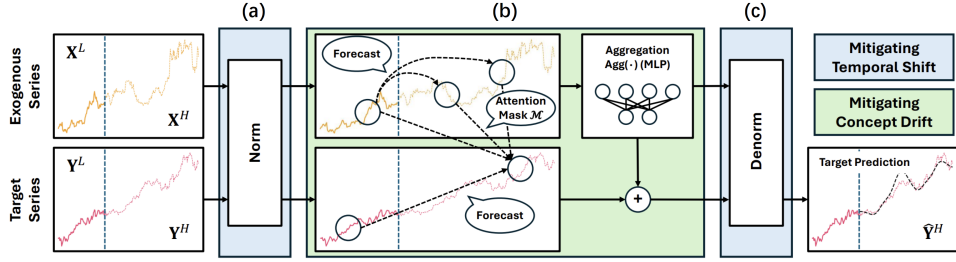 (a)
(b)
(c)
Exogenous
Series
X^L
X^H
Target
Series
Y^L
Y^H
Norm
Forecast
Attention
Mask ℳ
Forecast
Aggregation
Agg(·)(MLP)
+
Denorm
Mitigating
Temporal Shift
Mitigating
Concept Drift
Target Prediction
Ŷ^H